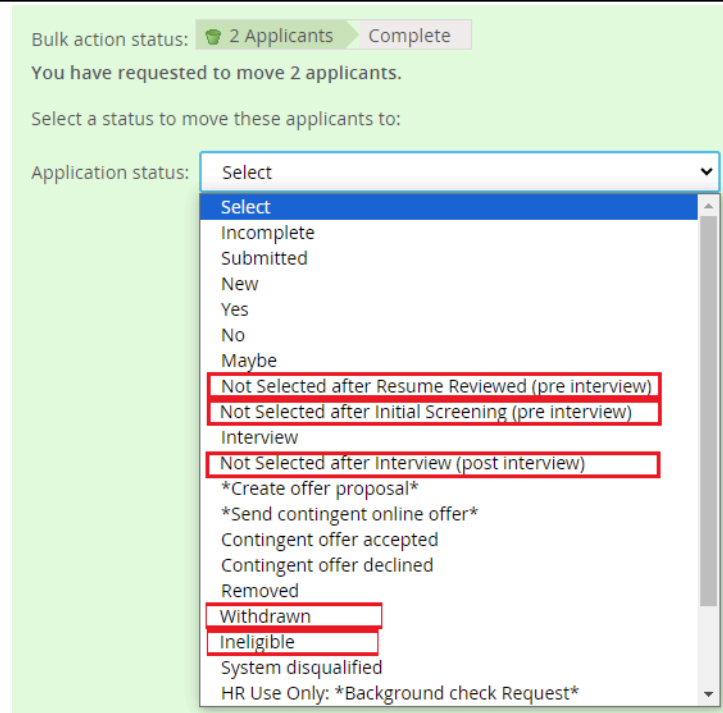 Bulk action status: 2 Applicants Complete
You have requested to move 2 applicants.
Select a status to move these applicants to:
Application status: Select
Select
Incomplete
Submitted
New
Yes
No
Maybe
Not Selected after Resume Reviewed (pre interview)
Not Selected after Initial Screening (pre interview)
Interview
Not Selected after Interview (post interview)
*Create offer proposal*
*Send contingent online offer*
Contingent offer accepted
Contingent offer declined
Removed
Withdrawn
Ineligible
System disqualified
HR Use Only: *Background check Request*